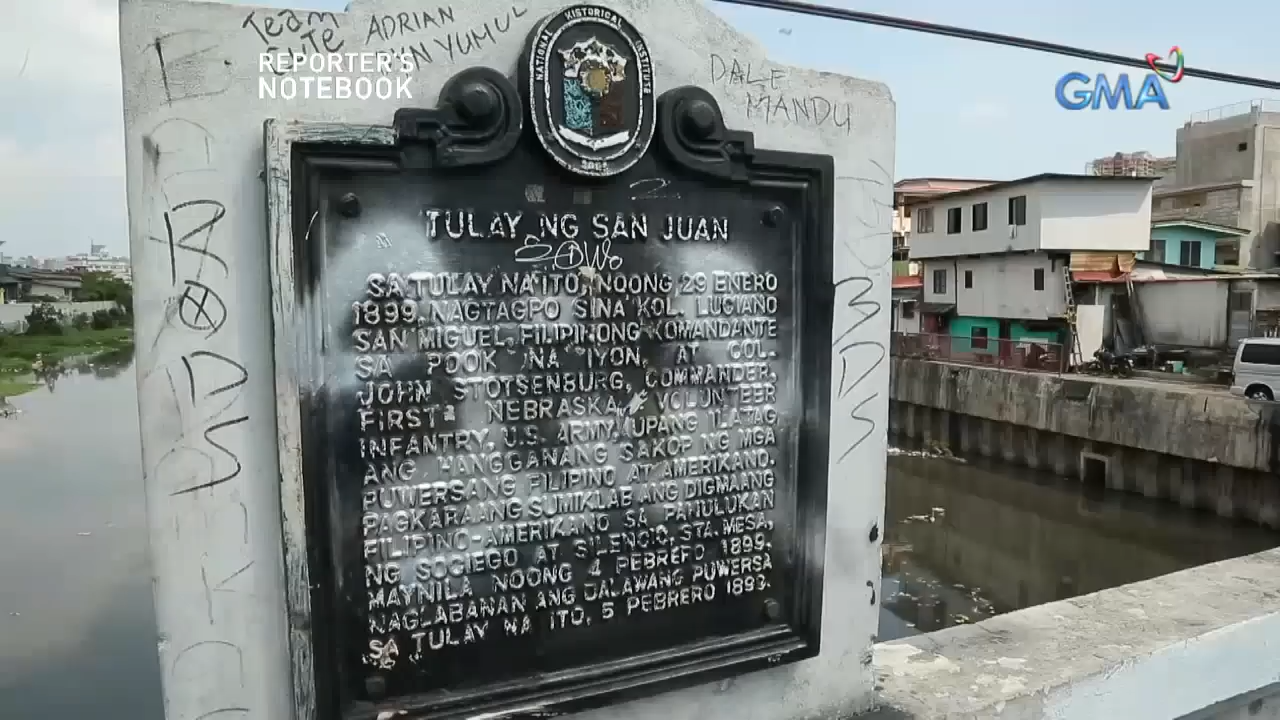 Team
CUTE
ADRIAN
YUMUL
REPORTER'S
NOTEBOOK
DALE
MANDU
GMA
NATIONAL HISTORICAL INSTITUTE
TULAY NG SAN JUAN
SA TULAY NA ITO, NOONG 29 ENERO
1899, NAGTAGPO SINA KOL. LUCIANO
SAN MIGUEL, FILIPINONG KOMANDANTE
SA POOK NA IYON, AT COL.
JOHN STOTSENBURG, COMMANDER,
FIRST NEBRASKA VOLUNTEER
INFANTRY, U.S. ARMY, UPANG ILATAG
ANG HANGGANANG SAKOP NG MGA
PUWERSANG FILIPINO AT AMERIKANO.
PAGKARAANG SUMIKLAB ANG DIGMAANG
FILIPINO-AMERIKANO SA PANULUKAN
NG SOCIEGO AT SILENCIO, STA. MESA,
MAYNILA NOONG 4 PEBRERO 1899,
NAGLABANAN ANG DALAWANG PUWERSA
SA TULAY NA ITO, 5 PEBRERO 1899.